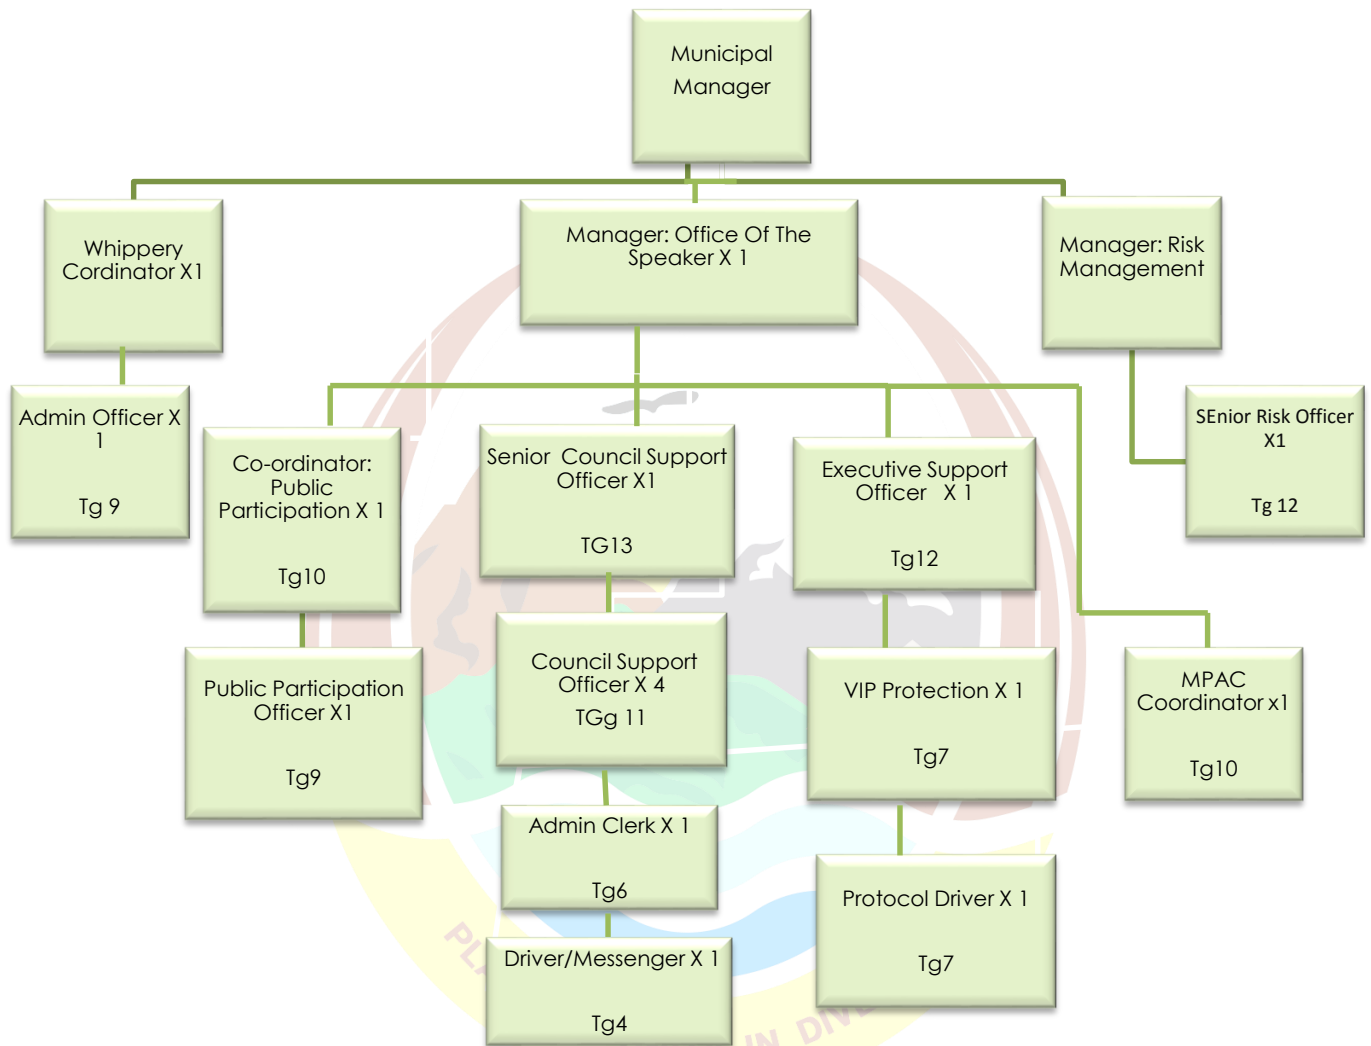 Municipal
Manager
Whippery
Cordinator X1
Manager: Office Of The
Speaker X 1
Manager: Risk
Management
Admin Officer X
1
Tg 9
Co-ordinator:
Public
Participation X 1
Tg10
Senior Council Support
Officer X1
TG13
Executive Support
Officer X 1
Tg12
SEnior Risk Officer
X1
Tg 12
Public Participation
Officer X1
Tg9
Council Support
Officer X 4
TGg 11
VIP Protection X 1
Tg7
MPAC
Coordinator x1
Tg10
Admin Clerk X 1
Tg6
Protocol Driver X 1
Tg7
Driver/Messenger X 1
Tg4
IN